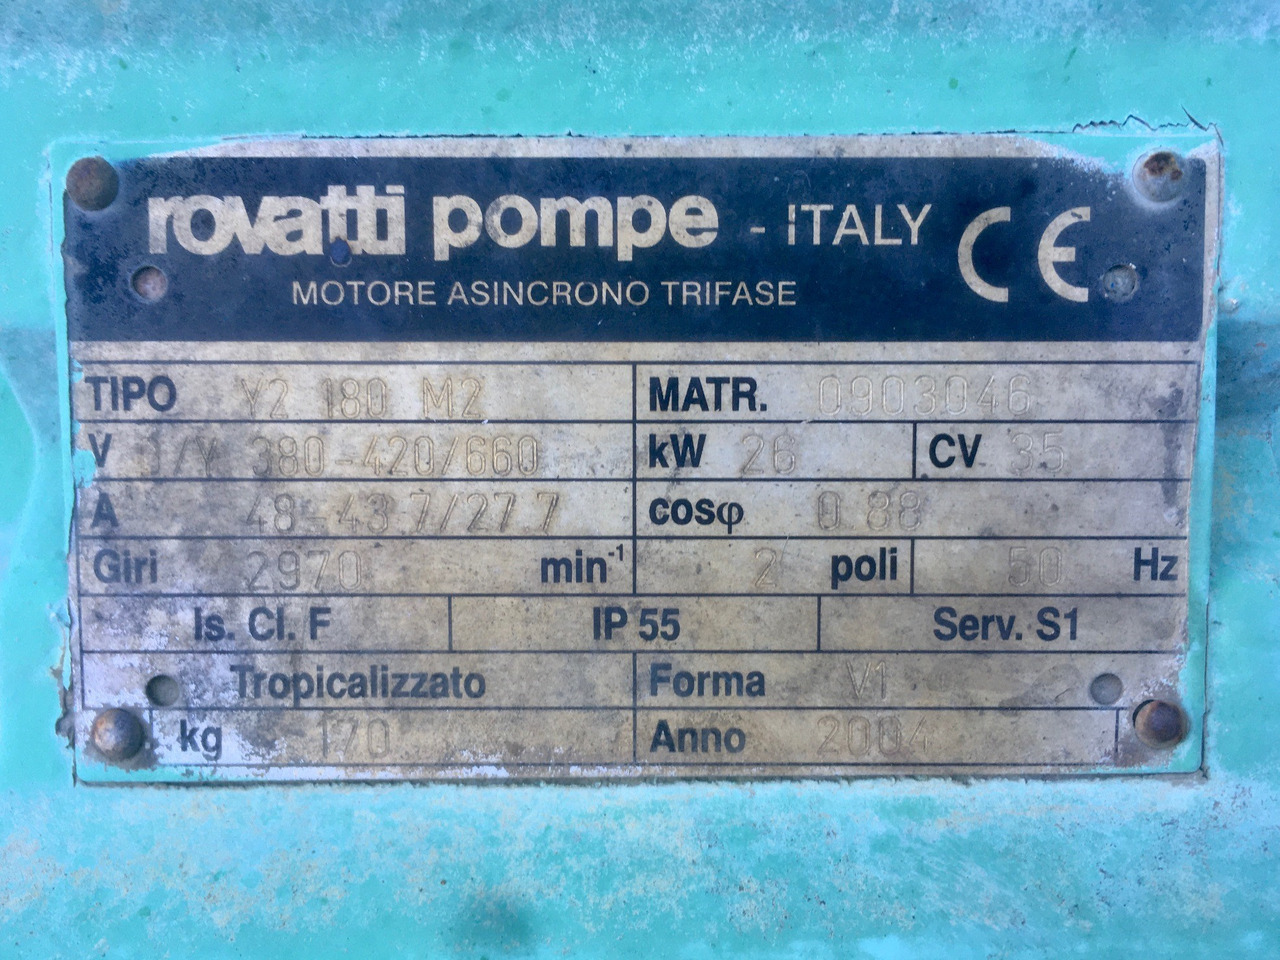 rovatti pompe - ITALY CE
MOTORE ASINCRONO TRIFASE
TIPO Y2 180 M2 MATR. 0903046
V /Y 380-420/660 kW 26 CV 35
A 48-43.7/27.7 cosφ 0.88
Giri 2970 min-1 2 poli 50 Hz
Is. Cl. F IP 55 Serv. S1
Tropicalizzato Forma V1
kg 170 Anno 2004